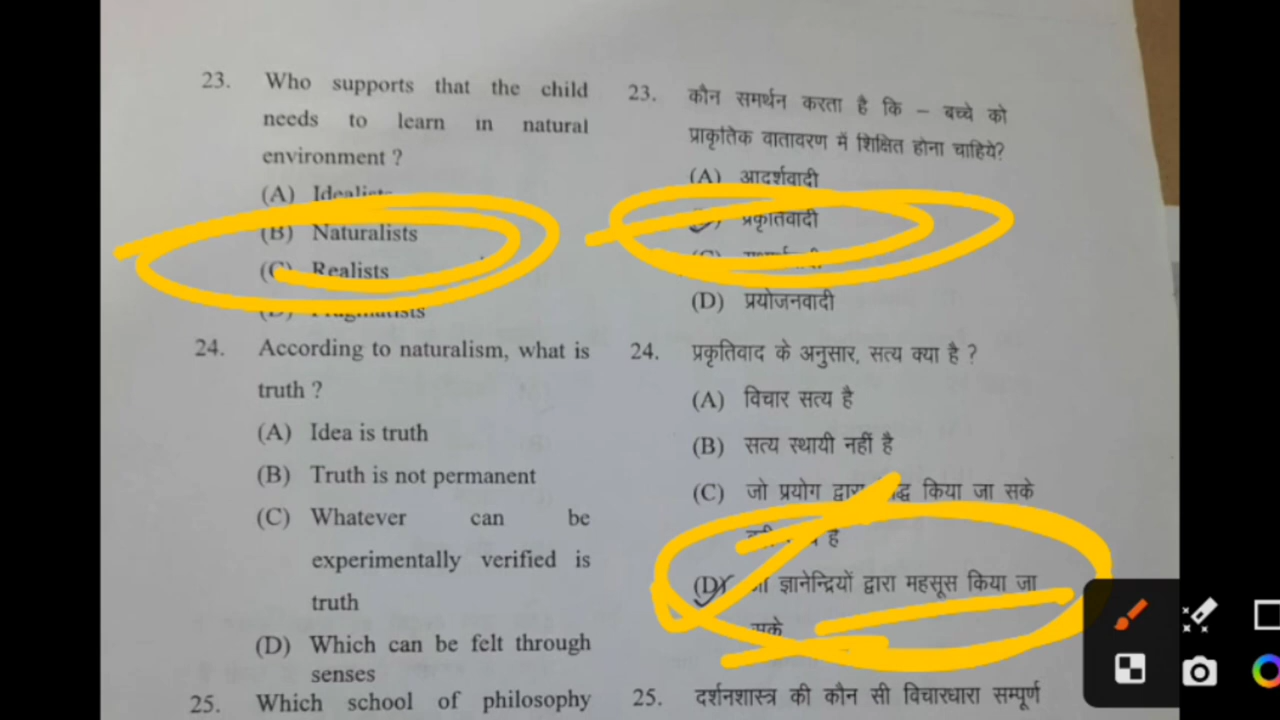 23. Who supports that the child
needs to learn in natural
environment ?
(A) Idealists
(B) Naturalists
(C) Realists
(D) Pragmatists
24. According to naturalism, what is
truth ?
(A) Idea is truth
(B) Truth is not permanent
(C) Whatever can be
experimentally verified is
truth
(D) Which can be felt through
senses
25. Which school of philosophy
23. कौन समर्थन करता है कि – बच्चे को
प्राकृतिक वातावरण में शिक्षित होना चाहिये?
(A) आदर्शवादी
प्रकृतिवादी
(D) प्रयोजनवादी
24. प्रकृतिवाद के अनुसार, सत्य क्या है ?
(A) विचार सत्य है
(B) सत्य स्थायी नहीं है
(C) जो प्रयोग द्वारा किया जा सके
है
(D) ज्ञानेन्द्रियों द्वारा महसूस किया जा
सके
25. दर्शनशास्त्र की कौन सी विचारधारा सम्पूर्ण